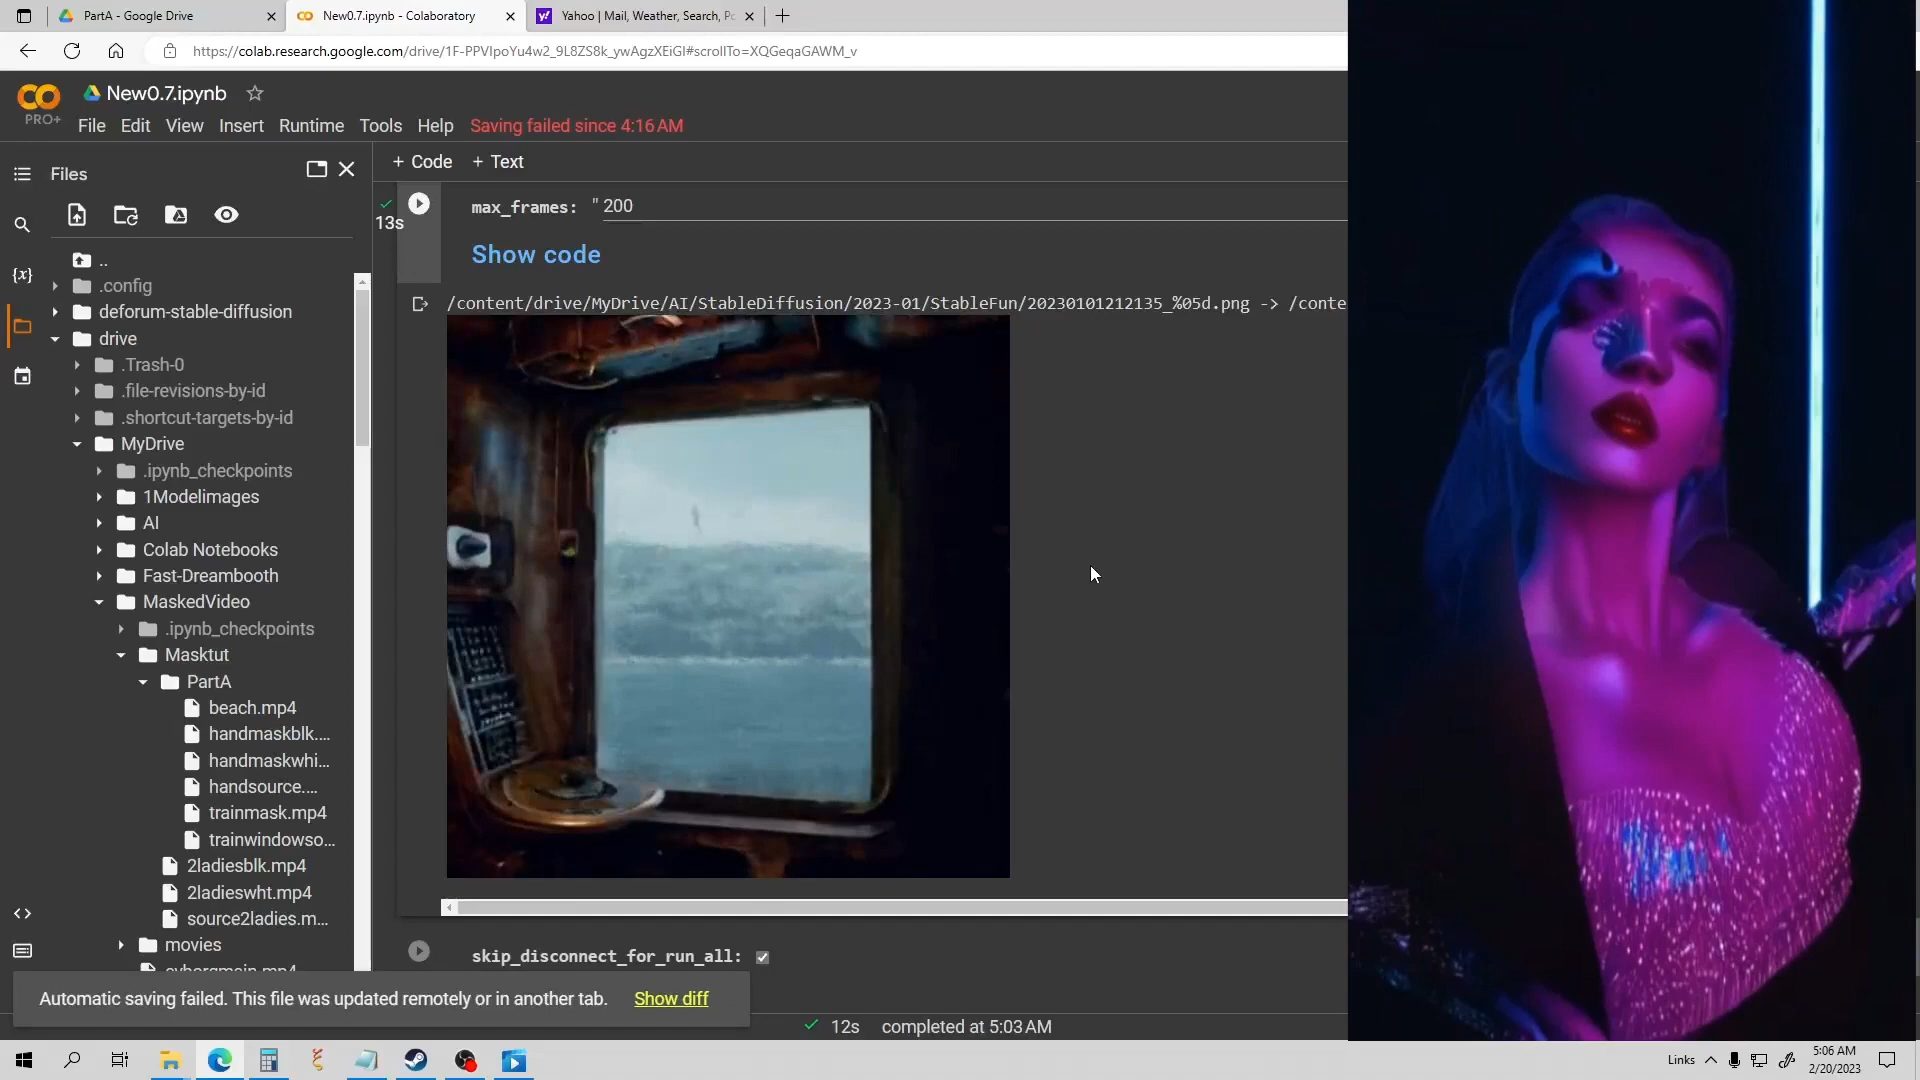 PartA - Google Drive
New0.7.ipynb - Colaboratory
Yahoo | Mail, Weather, Search, Po
https://colab.research.google.com/drive/1F-PPVIpoYu4w2_9L8ZS8k_ywAgzXEiGI#scrollTo=XQGeqaGAWM_v
PRO+
New0.7.ipynb
File Edit View Insert Runtime Tools Help Saving failed since 4:16 AM
Files
+ Code + Text
13s
max_frames: " 200
Show code
/content/drive/MyDrive/AI/StableDiffusion/2023-01/StableFun/20230101212135_%05d.png -> /conte
{x}
..
.config
deforum-stable-diffusion
drive
.Trash-0
.file-revisions-by-id
.shortcut-targets-by-id
MyDrive
.ipynb_checkpoints
1Modelimages
AI
Colab Notebooks
Fast-Dreambooth
MaskedVideo
.ipynb_checkpoints
Masktut
PartA
beach.mp4
handmaskblk....
handmaskwhi...
handsource....
trainmask.mp4
trainwindowso...
2ladiesblk.mp4
2ladieswht.mp4
source2ladies.m...
movies
skip_disconnect_for_run_all:
Automatic saving failed. This file was updated remotely or in another tab. Show diff
12s completed at 5:03 AM
Links
5:06 AM
2/20/2023